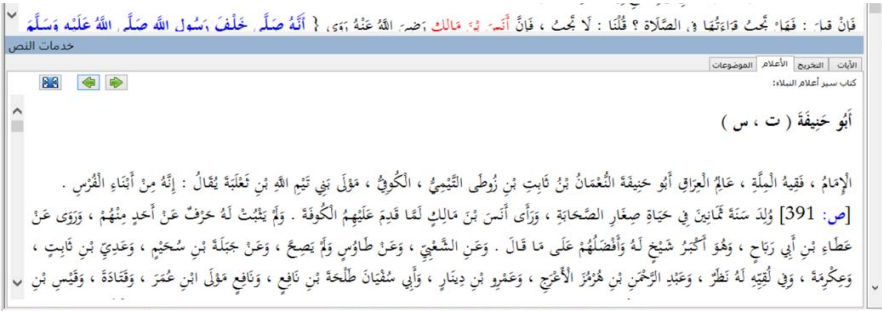 فَإِنْ قِيلَ : فَهَلْ تَجِبُ قِرَاءَتُهَا فِي الصَّلَاةِ ؟ قُلْنَا : لَا تَجِبُ ، فَإِنَّ أَنَسَ بْنَ مَالِكٍ رَضِيَ اللَّهُ عَنْهُ رَوَى { أَنَّهُ صَلَّى خَلْفَ رَسُولِ اللَّهِ صَلَّى اللَّهُ عَلَيْهِ وَسَلَّمَ
خدمات النص
الآيات التخريج الأعلام الموضوعات
كتاب سير أعلام النبلاء:
أَبُو حَنِيفَةَ ( ت ، س )
الْإِمَامُ ، فَقِيهُ الْمِلَّةِ ، عَالِمُ الْعِرَاقِ أَبُو حَنِيفَةَ النُّعْمَانُ بْنُ ثَابِتِ بْنِ زُوطَى التَّيْمِيُّ ، الْكُوفِيُّ ، مَوْلَى بَنِي تَيْمِ اللَّهِ بْنِ ثَعْلَبَةَ يُقَالُ : إِنَّهُ مِنْ أَبْنَاءِ الْفُرْسِ .
[ص: 391] وُلِدَ سَنَةَ ثَمَانِينَ فِي حَيَاةِ صِغَارِ الصَّحَابَةِ ، وَرَأَى أَنَسَ بْنَ مَالِكٍ لَمَّا قَدِمَ عَلَيْهِمُ الْكُوفَةَ . وَلَمْ يَثْبُتْ لَهُ حَرْفٌ عَنْ أَحَدٍ مِنْهُمْ ، وَرَوَى عَنْ
عَطَاءِ بْنِ أَبِي رَبَاحٍ ، وَهُوَ أَكْبَرُ شَيْخٍ لَهُ وَأَفْضَلُهُمْ عَلَى مَا قَالَ . وَعَنِ الشَّعْبِيِّ ، وَعَنْ طَاوُسٍ وَلَمْ يَصِحَّ ، وَعَنْ جَبَلَةَ بْنِ سُحَيْمٍ ، وَعَدِيِّ بْنِ ثَابِتٍ ،
وَعِكْرِمَةَ ، وَفِي لُقِيِّهِ لَهُ نَظَرٌ ، وَعَبْدِ الرَّحْمَنِ بْنِ هُرْمُزَ الْأَعْرَجِ ، وَعَمْرِو بْنِ دِينَارٍ ، وَأَبِي سُفْيَانَ طَلْحَةَ بْنِ نَافِعٍ ، وَنَافِعٍ مَوْلَى ابْنِ عُمَرَ ، وَقَتَادَةَ ، وَقَيْسِ بْنِ